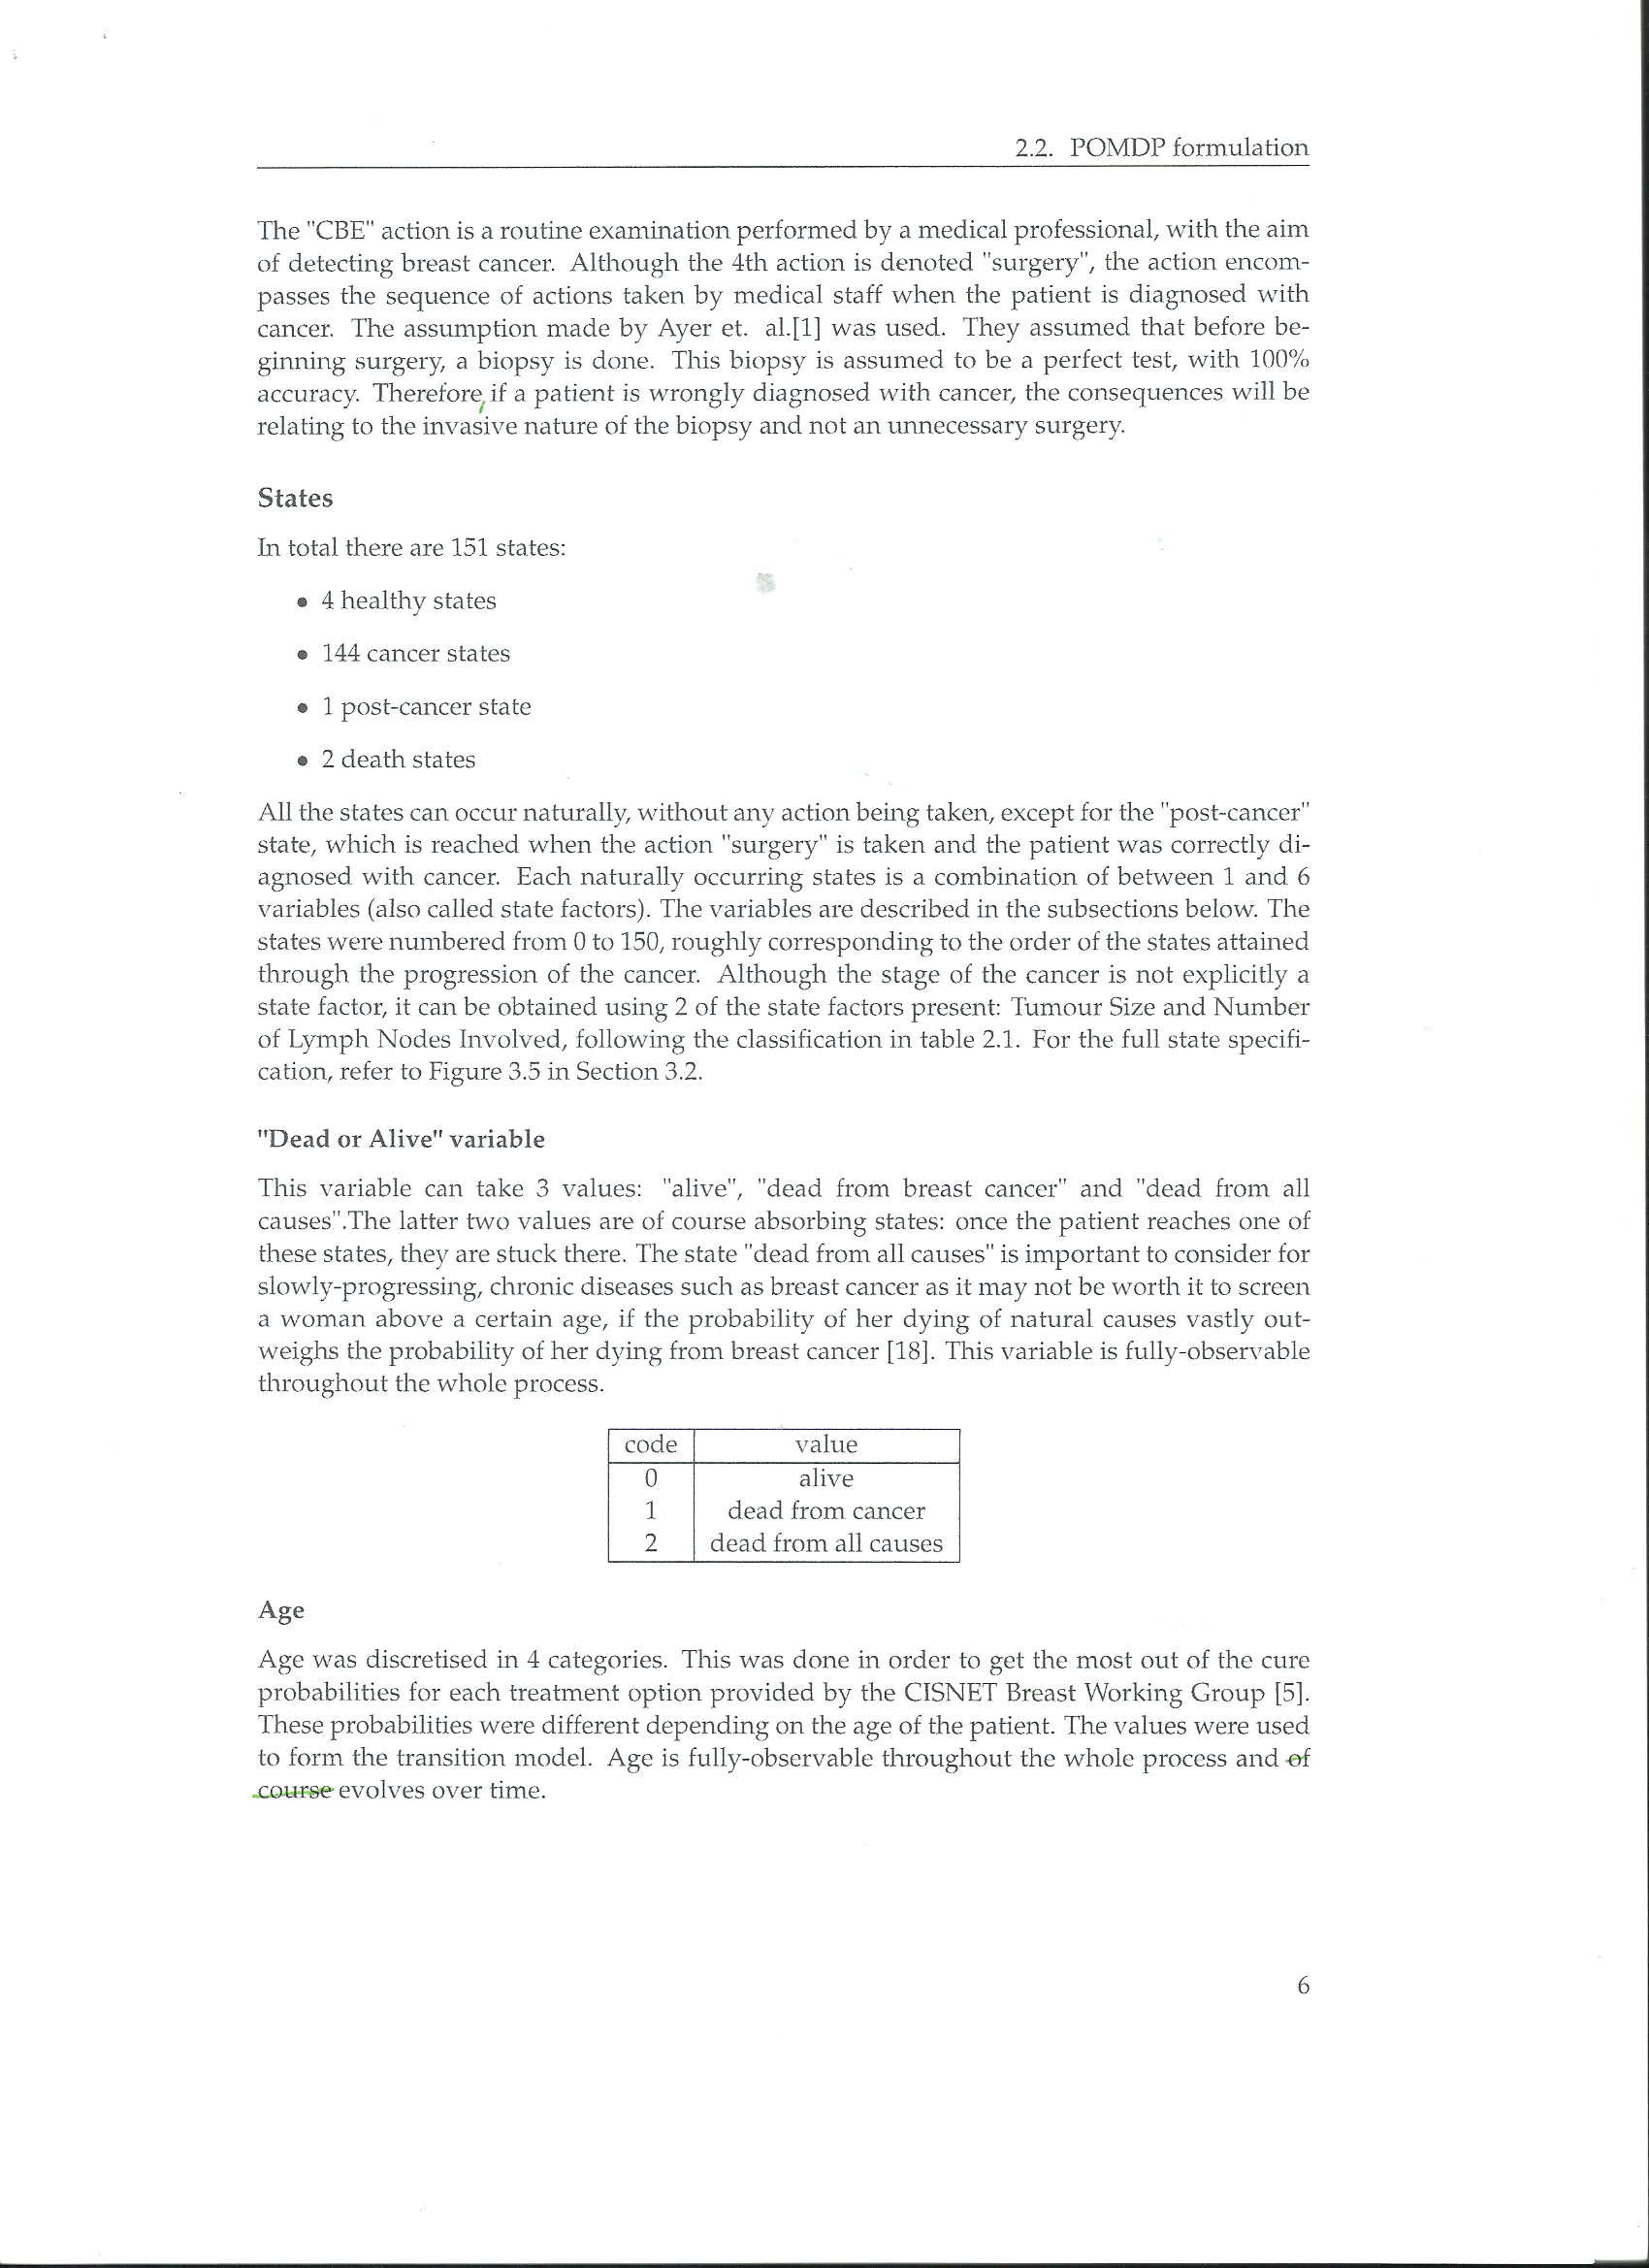 2.2. POMDP formulation
The "CBE" action is a routine examination performed by a medical professional, with the aim
of detecting breast cancer. Although the 4th action is denoted "surgery", the action encom-
passes the sequence of actions taken by medical staff when the patient is diagnosed with
cancer. The assumption made by Ayer et. al.[1] was used. They assumed that before be-
ginning surgery, a biopsy is done. This biopsy is assumed to be a perfect test, with 100%
accuracy. Therefore, if a patient is wrongly diagnosed with cancer, the consequences will be
relating to the invasive nature of the biopsy and not an unnecessary surgery.
States
In total there are 151 states:
• 4 healthy states
• 144 cancer states
• 1 post-cancer state
• 2 death states
All the states can occur naturally, without any action being taken, except for the "post-cancer"
state, which is reached when the action "surgery" is taken and the patient was correctly di-
agnosed with cancer. Each naturally occurring states is a combination of between 1 and 6
variables (also called state factors). The variables are described in the subsections below. The
states were numbered from 0 to 150, roughly corresponding to the order of the states attained
through the progression of the cancer. Although the stage of the cancer is not explicitly a
state factor, it can be obtained using 2 of the state factors present: Tumour Size and Number
of Lymph Nodes Involved, following the classification in table 2.1. For the full state specifi-
cation, refer to Figure 3.5 in Section 3.2.
"Dead or Alive" variable
This variable can take 3 values: "alive", "dead from breast cancer" and "dead from all
causes".The latter two values are of course absorbing states: once the patient reaches one of
these states, they are stuck there. The state "dead from all causes" is important to consider for
slowly-progressing, chronic diseases such as breast cancer as it may not be worth it to screen
a woman above a certain age, if the probability of her dying of natural causes vastly out-
weighs the probability of her dying from breast cancer [18]. This variable is fully-observable
throughout the whole process.
code value
0 alive
1 dead from cancer
2 dead from all causes
Age
Age was discretised in 4 categories. This was done in order to get the most out of the cure
probabilities for each treatment option provided by the CISNET Breast Working Group [5].
These probabilities were different depending on the age of the patient. The values were used
to form the transition model. Age is fully-observable throughout the whole process and of
course evolves over time.
6